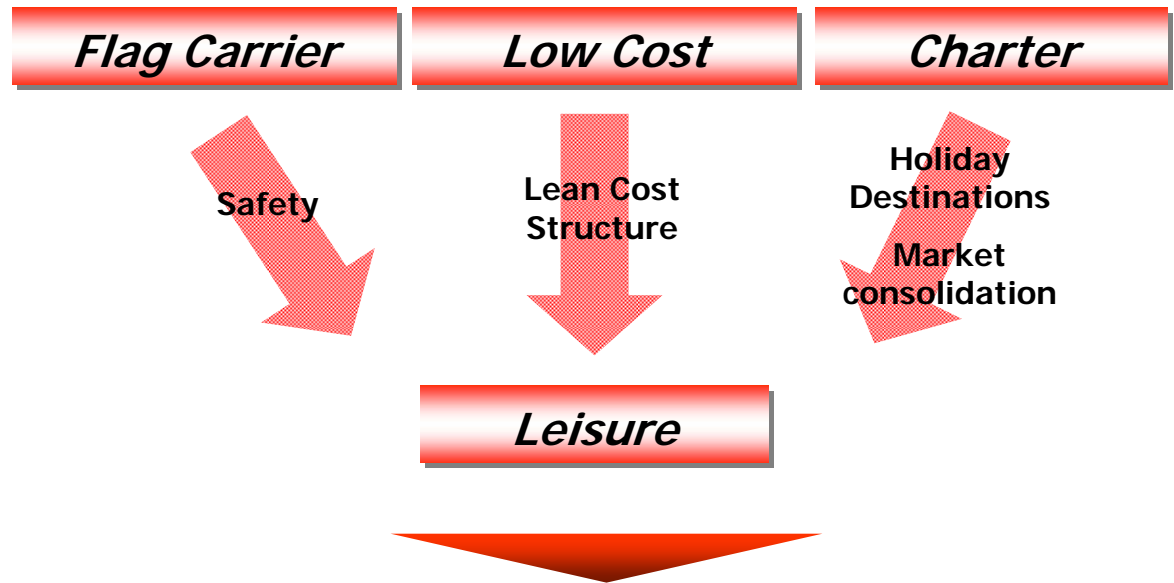 Flag Carrier
Low Cost
Charter
Safety
Lean Cost
Structure
Holiday
Destinations
Market
consolidation
Leisure